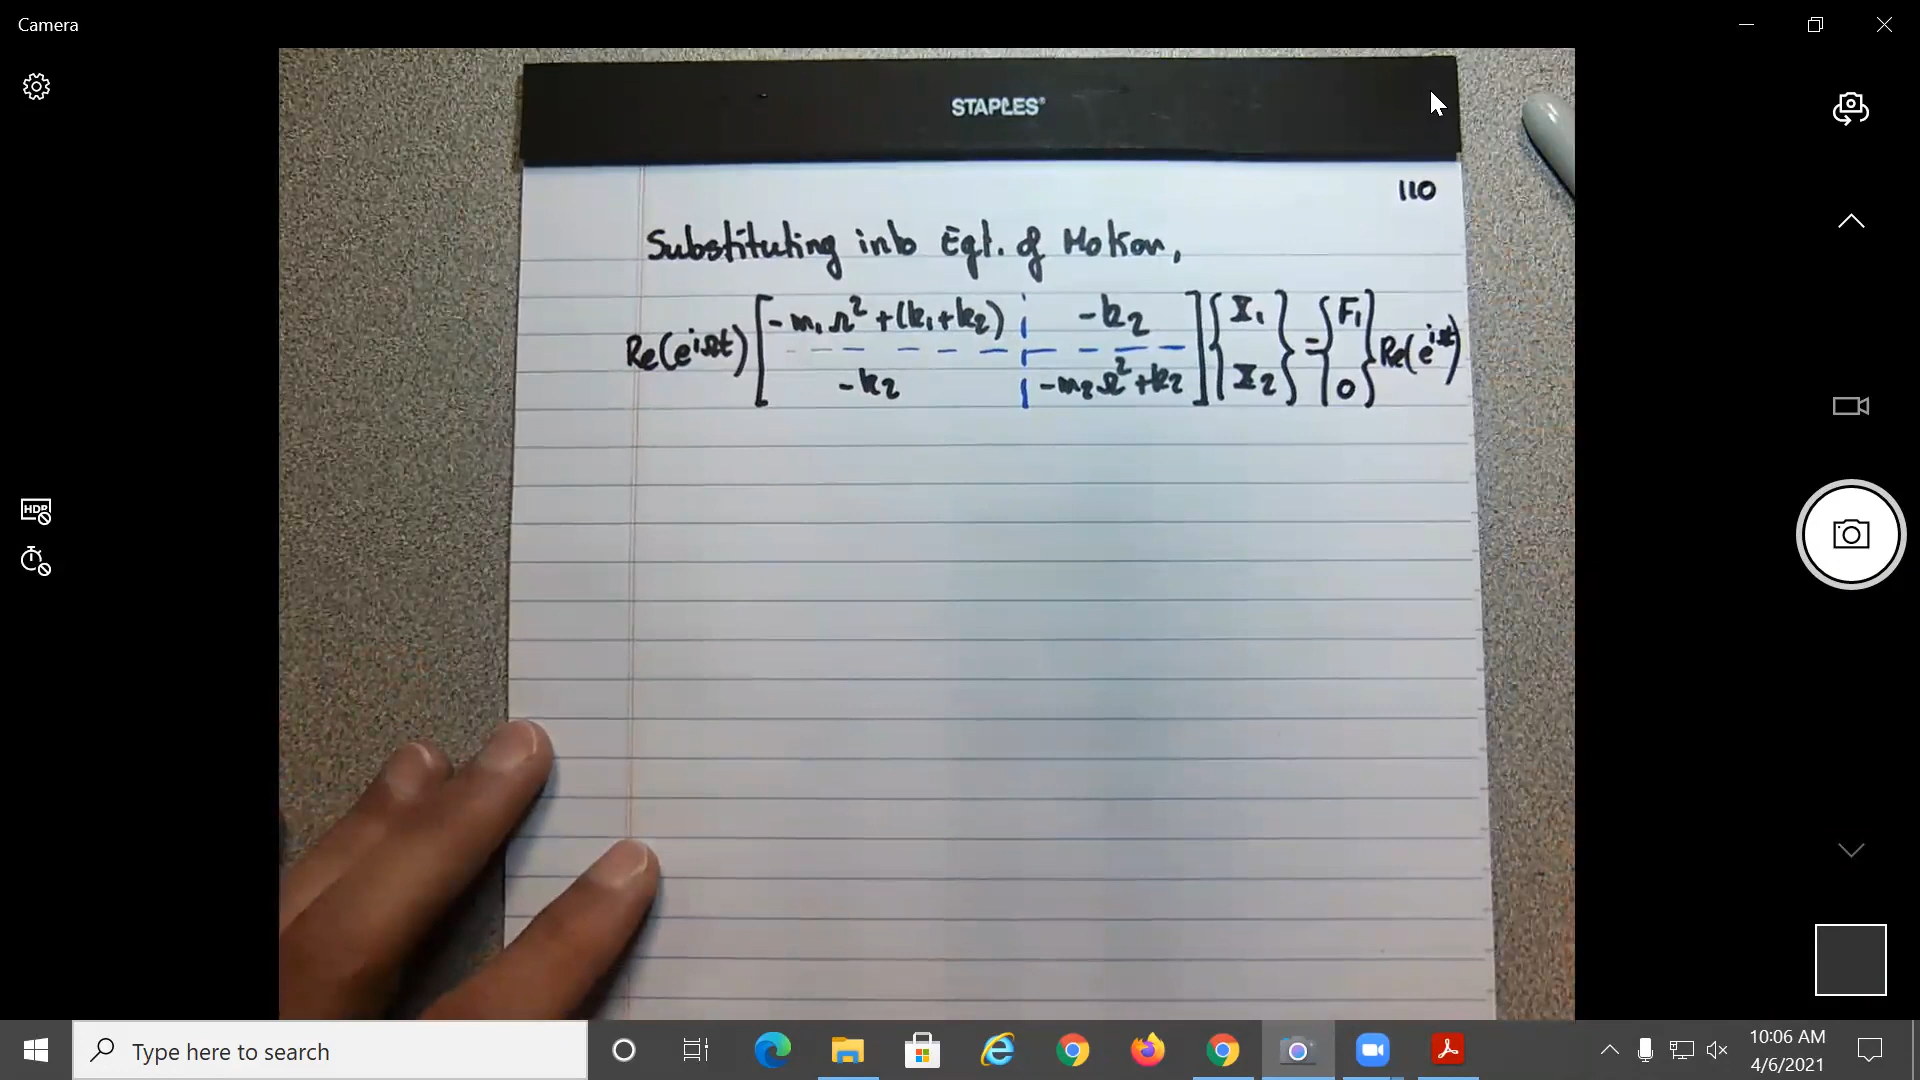 Camera
STAPLES®
110
Substituting into Eqt. of Motion,
Re(e^{iΩt}) [ -m₁Ω² + (k₁+k₂) -k₂ ] { X₁ } = { F₁ } Re(e^{iΩt})
-k₂ -m₂Ω² + k₂ X₂ 0
HDR
Type here to search
10:06 AM
4/6/2021